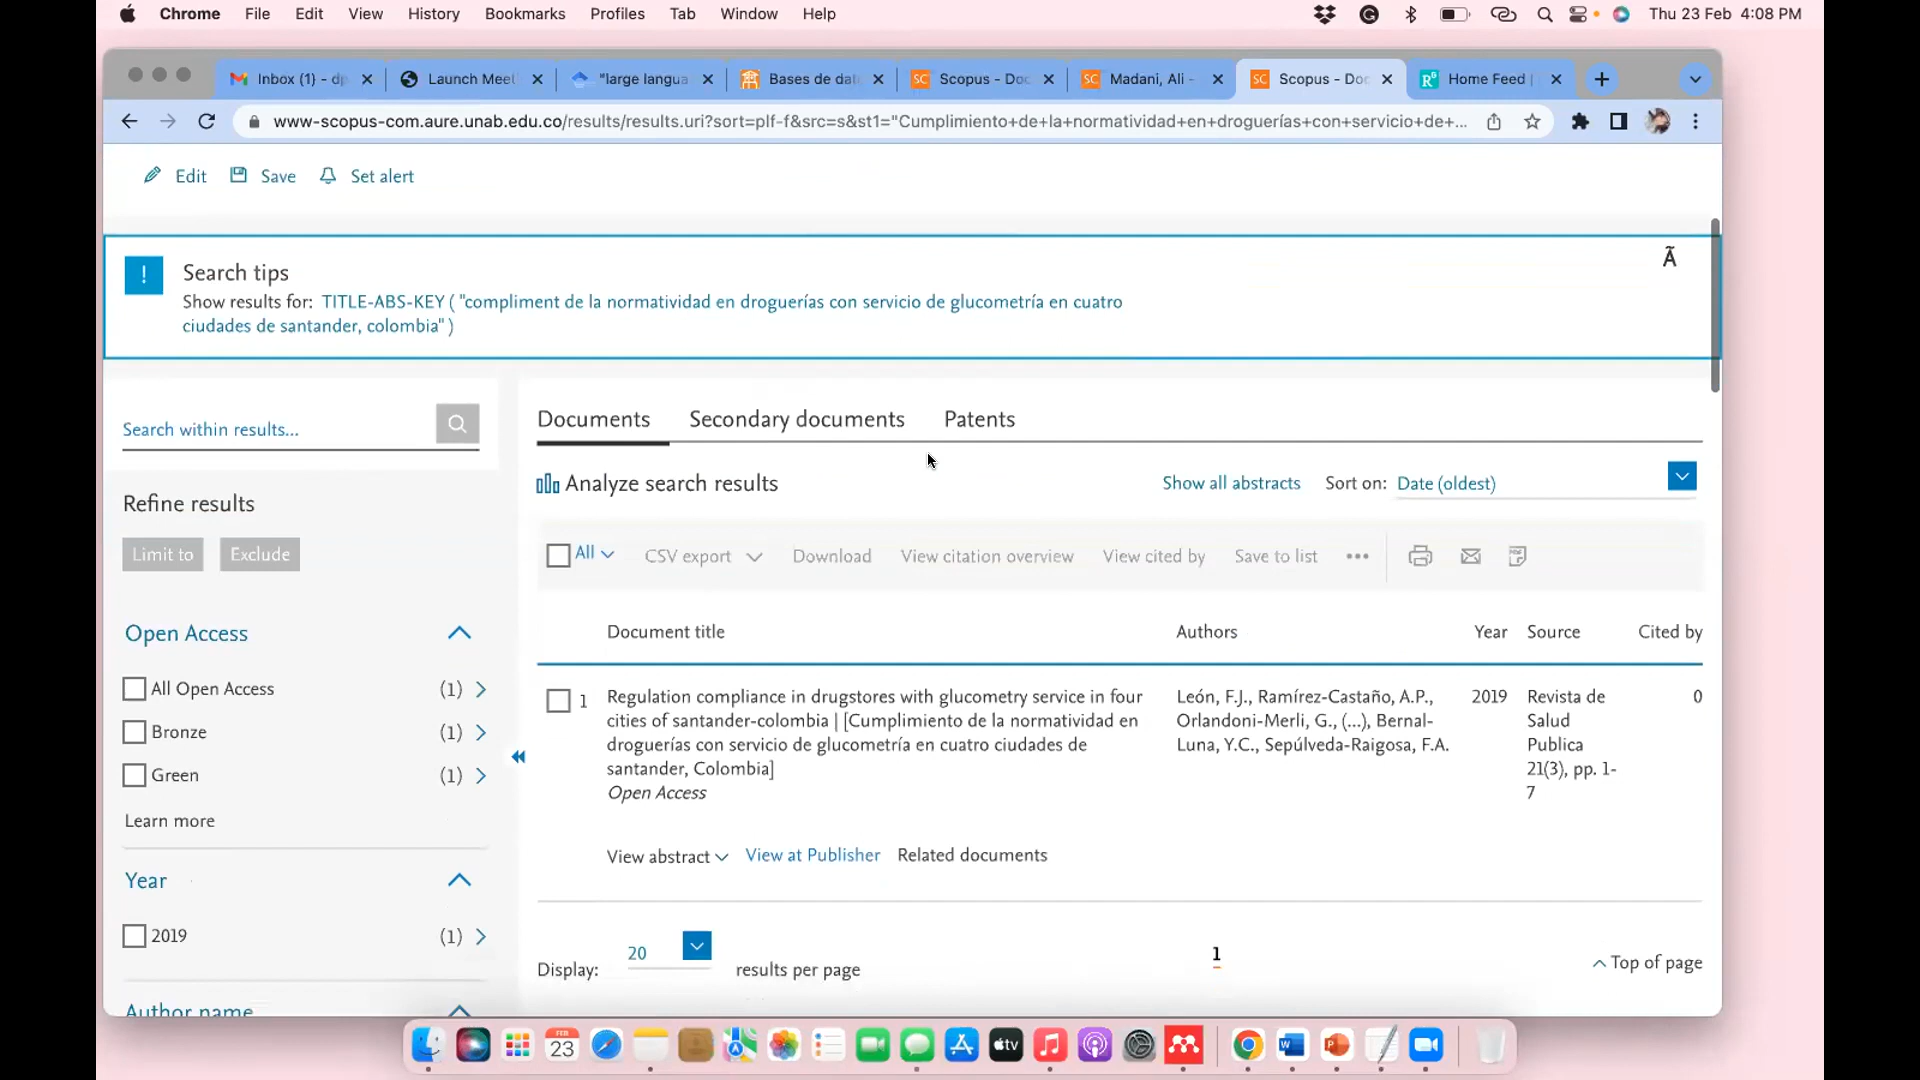 Chrome File Edit View History Bookmarks Profiles Tab Window Help Thu 23 Feb 4:08 PM
Inbox (1) - dp Launch Meet "large langua Bases de dat Scopus - Doc Madani, Ali - Scopus - Doc Home Feed |
www-scopus-com.aure.unab.edu.co/results/results.uri?sort=plf-f&src=s&st1="Cumplimiento+de+la+normatividad+en+droguerías+con+servicio+de+...
Edit Save Set alert
! Search tips Ã
Show results for: TITLE-ABS-KEY ( "compliment de la normatividad en droguerías con servicio de glucometría en cuatro
ciudades de santander, colombia" )
Search within results...
Refine results
Limit to Exclude
Open Access
All Open Access (1)
Bronze (1)
Green (1)
Learn more
Year
2019 (1)
Author name
Documents Secondary documents Patents
Analyze search results Show all abstracts Sort on: Date (oldest)
All CSV export Download View citation overview View cited by Save to list •••
Document title Authors Year Source Cited by
1 Regulation compliance in drugstores with glucometry service in four
cities of santander-colombia | [Cumplimiento de la normatividad en
droguerías con servicio de glucometría en cuatro ciudades de
santander, Colombia]
Open Access
León, F.J., Ramírez-Castaño, A.P.,
Orlandoni-Merli, G., (...), Bernal-
Luna, Y.C., Sepúlveda-Raigosa, F.A.
2019
Revista de
Salud
Publica
21(3), pp. 1-
7
0
View abstract View at Publisher Related documents
Display: 20 results per page 1 Top of page
FEB
23
tv